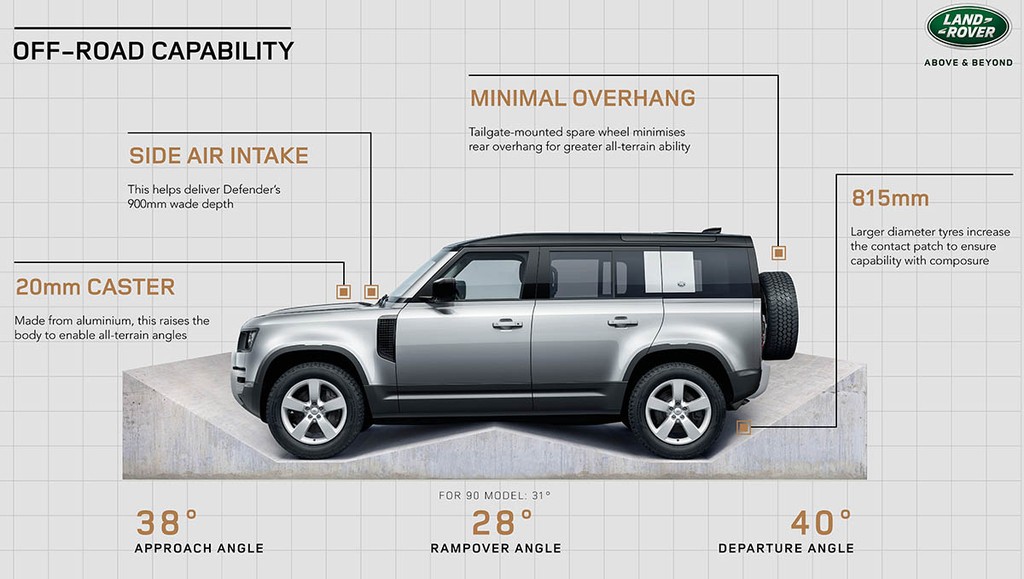 OFF-ROAD CAPABILITY
LAND-
-ROVER
ABOVE & BEYOND
MINIMAL OVERHANG
Tailgate-mounted spare wheel minimises
rear overhang for greater all-terrain ability
SIDE AIR INTAKE
This helps deliver Defender's
900mm wade depth
815mm
Larger diameter tyres increase
the contact patch to ensure
capability with composure
20mm CASTER
Made from aluminium, this raises the
body to enable all-terrain angles
FOR 90 MODEL: 31°
38°
APPROACH ANGLE
28°
RAMPOVER ANGLE
40°
DEPARTURE ANGLE